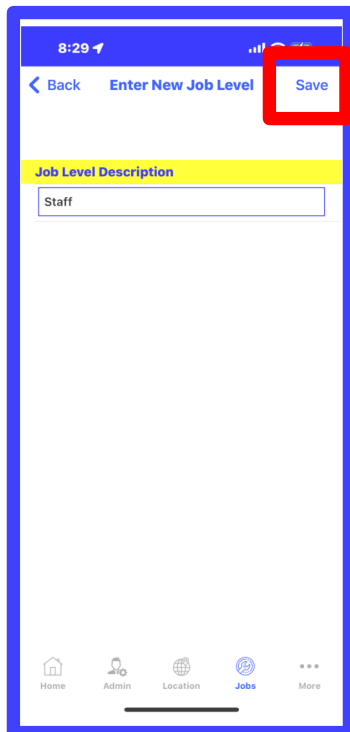 8:29
Back Enter New Job Level Save
Job Level Description
Staff
Home Admin Location Jobs More